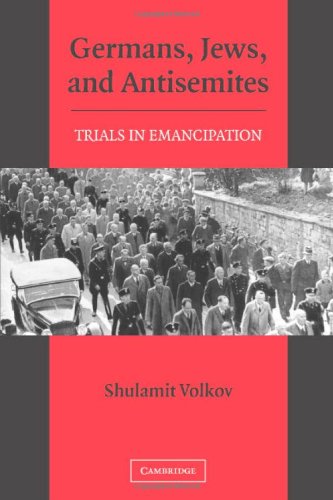 Germans, Jews,
and Antisemites
TRIALS IN EMANCIPATION
Shulamit Volkov
CAMBRIDGE